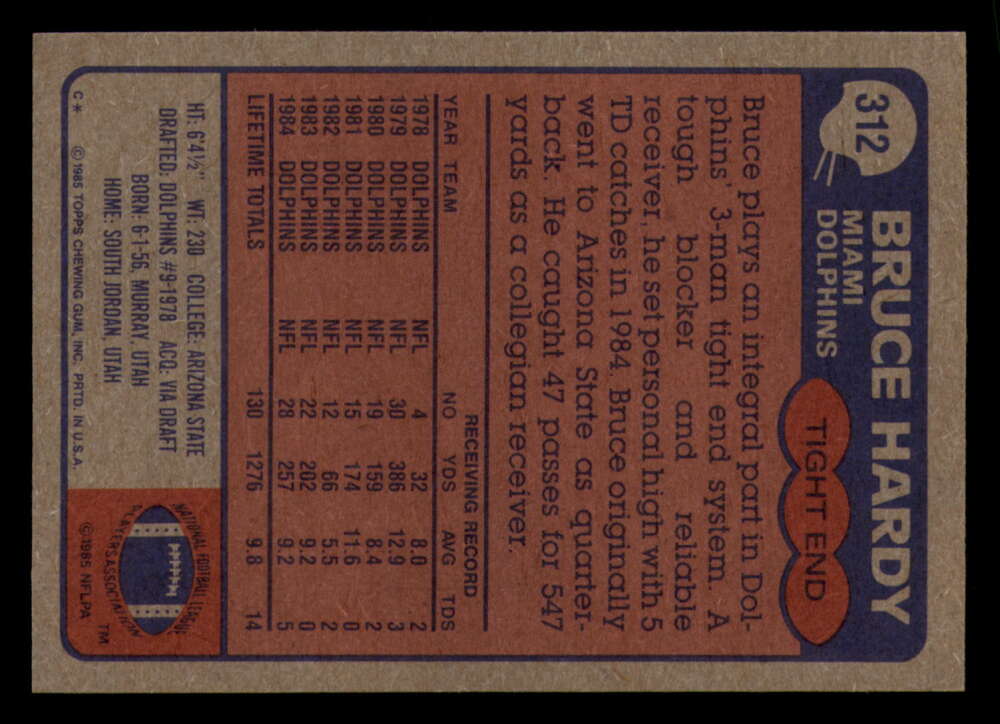 312
BRUCE HARDY
MIAMI
DOLPHINS
TIGHT END
Bruce plays an integral part in Dol-
phins' 3-man tight end system. A
tough blocker and reliable
receiver, he set personal high with 5
TD catches in 1984. Bruce originally
went to Arizona State as quarter-
back. He caught 47 passes for 547
yards as a collegian receiver.
RECEIVING RECORD
YEAR TEAM NO YDS AVG TDS
1978 DOLPHINS NFL 4 32 8.0 2
1979 DOLPHINS NFL 30 386 12.9 3
1980 DOLPHINS NFL 19 159 8.4 2
1981 DOLPHINS NFL 15 174 11.6 0
1982 DOLPHINS NFL 12 66 5.5 2
1983 DOLPHINS NFL 22 202 9.2 0
1984 DOLPHINS NFL 28 257 9.2 5
LIFETIME TOTALS 130 1276 9.8 14
HT: 6'4½" WT: 230 COLLEGE: ARIZONA STATE
DRAFTED: DOLPHINS #9-1978 ACQ. VIA DRAFT
BORN: 6-1-56, MURRAY, UTAH
HOME: SOUTH JORDAN, UTAH
C* © 1985 TOPPS CHEWING GUM, INC. PRTD. IN U.S.A.
NATIONAL FOOTBALL LEAGUE
PLAYERS ASSOCIATION
TM
© 1985 NFLPA